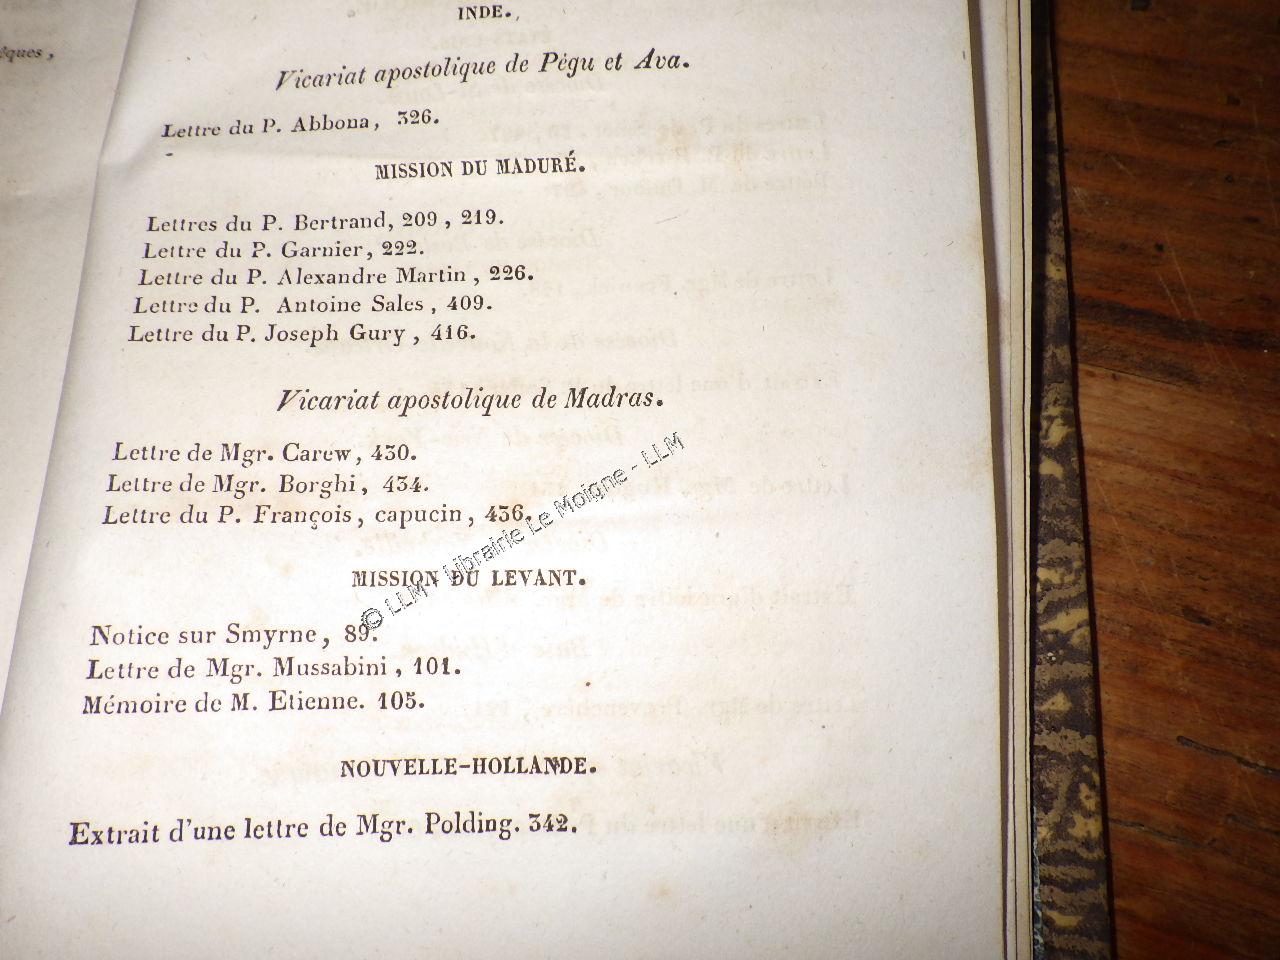 êques,
INDE.
Vicariat apostolique de Pégu et Ava.
Lettre du P. Abbona, 326.
MISSION DU MADURÉ.
Lettres du P. Bertrand, 209, 219.
Lettre du P. Garnier, 222.
Lettre du P. Alexandre Martin, 226.
Lettre du P. Antoine Sales, 409.
Lettre du P. Joseph Gury, 416.
Vicariat apostolique de Madras.
Lettre de Mgr. Carew, 430.
Lettre de Mgr. Borghi, 434.
Lettre du P. François, capucin, 436.
MISSION DU LEVANT.
Notice sur Smyrne, 89.
Lettre de Mgr. Mussabini, 101.
Mémoire de M. Etienne. 105.
NOUVELLE-HOLLANDE.
Extrait d'une lettre de Mgr. Polding. 342.
© LLM - Librairie Le Moigne - LLM